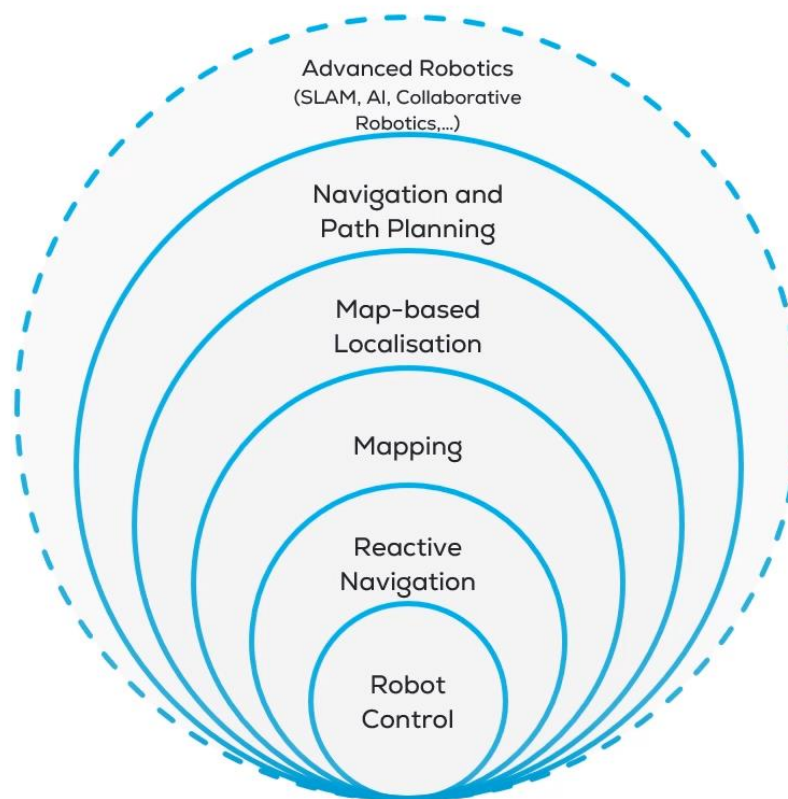 Advanced Robotics
(SLAM, AI, Collaborative
Robotics,...)
Navigation and
Path Planning
Map-based
Localisation
Mapping
Reactive
Navigation
Robot
Control